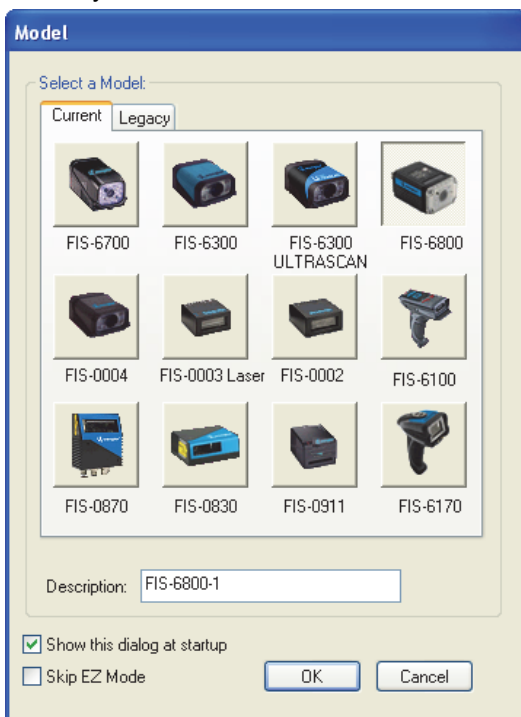 Model
Select a Model:
Current Legacy
FIS-6700 FIS-6300 FIS-6300 ULTRASCAN FIS-6800
FIS-0004 FIS-0003 Laser FIS-0002 FIS-6100
FIS-0870 FIS-0830 FIS-0911 FIS-6170
Description: FIS-6800-1
Show this dialog at startup
Skip EZ Mode OK Cancel